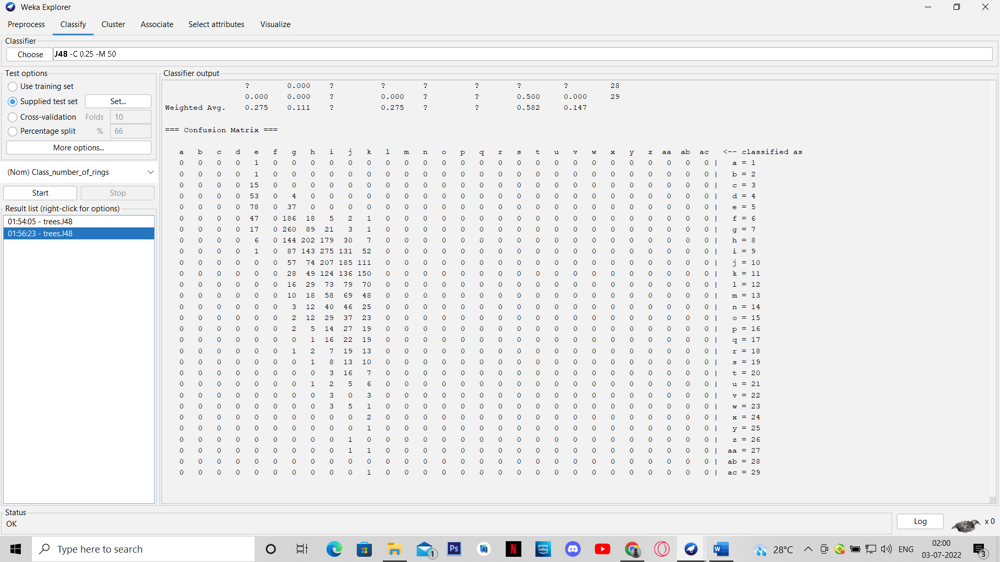 Weka Explorer
Preprocess Classify Cluster Associate Select attributes Visualize
Classifier
Choose J48 -C 0.25 -M 50
Test options
Use training set
Supplied test set Set...
Cross-validation Folds 10
Percentage split % 66
More options...
(Nom) Class_number_of_rings
Start Stop
Result list (right-click for options)
01:54:05 - trees.J48
01:56:23 - trees.J48
Classifier output
? 0.000 ? ? ? ? ? ? 28
0.000 0.000 ? 0.000 ? ? 0.500 0.000 29
Weighted Avg. 0.275 0.111 ? 0.275 ? ? 0.582 0.147
=== Confusion Matrix ===
a b c d e f g h i j k l m n o p q r s t u v w x y z aa ab ac <-- classified as
0 0 0 0 1 0 0 0 0 0 0 0 0 0 0 0 0 0 0 0 0 0 0 0 0 0 0 0 0 | a = 1
0 0 0 0 1 0 0 0 0 0 0 0 0 0 0 0 0 0 0 0 0 0 0 0 0 0 0 0 0 | b = 2
0 0 0 0 15 0 0 0 0 0 0 0 0 0 0 0 0 0 0 0 0 0 0 0 0 0 0 0 0 | c = 3
0 0 0 0 53 0 4 0 0 0 0 0 0 0 0 0 0 0 0 0 0 0 0 0 0 0 0 0 0 | d = 4
0 0 0 0 78 0 37 0 0 0 0 0 0 0 0 0 0 0 0 0 0 0 0 0 0 0 0 0 0 | e = 5
0 0 0 0 47 0 186 18 5 2 1 0 0 0 0 0 0 0 0 0 0 0 0 0 0 0 0 0 0 | f = 6
0 0 0 0 17 0 260 89 21 3 1 0 0 0 0 0 0 0 0 0 0 0 0 0 0 0 0 0 0 | g = 7
0 0 0 0 6 0 144 202 179 30 7 0 0 0 0 0 0 0 0 0 0 0 0 0 0 0 0 0 0 | h = 8
0 0 0 0 1 0 87 143 275 131 52 0 0 0 0 0 0 0 0 0 0 0 0 0 0 0 0 0 0 | i = 9
0 0 0 0 0 0 57 74 207 185 111 0 0 0 0 0 0 0 0 0 0 0 0 0 0 0 0 0 0 | j = 10
0 0 0 0 0 0 28 49 124 136 150 0 0 0 0 0 0 0 0 0 0 0 0 0 0 0 0 0 0 | k = 11
0 0 0 0 0 0 16 29 73 79 70 0 0 0 0 0 0 0 0 0 0 0 0 0 0 0 0 0 0 | l = 12
0 0 0 0 0 0 10 18 58 69 48 0 0 0 0 0 0 0 0 0 0 0 0 0 0 0 0 0 0 | m = 13
0 0 0 0 0 0 3 12 40 46 25 0 0 0 0 0 0 0 0 0 0 0 0 0 0 0 0 0 0 | n = 14
0 0 0 0 0 0 2 12 29 37 23 0 0 0 0 0 0 0 0 0 0 0 0 0 0 0 0 0 0 | o = 15
0 0 0 0 0 0 2 5 14 27 19 0 0 0 0 0 0 0 0 0 0 0 0 0 0 0 0 0 0 | p = 16
0 0 0 0 0 0 0 1 16 22 19 0 0 0 0 0 0 0 0 0 0 0 0 0 0 0 0 0 0 | q = 17
0 0 0 0 0 0 1 2 7 19 13 0 0 0 0 0 0 0 0 0 0 0 0 0 0 0 0 0 0 | r = 18
0 0 0 0 0 0 0 1 8 13 10 0 0 0 0 0 0 0 0 0 0 0 0 0 0 0 0 0 0 | s = 19
0 0 0 0 0 0 0 0 3 16 7 0 0 0 0 0 0 0 0 0 0 0 0 0 0 0 0 0 0 | t = 20
0 0 0 0 0 0 0 1 2 5 6 0 0 0 0 0 0 0 0 0 0 0 0 0 0 0 0 0 0 | u = 21
0 0 0 0 0 0 0 0 3 0 3 0 0 0 0 0 0 0 0 0 0 0 0 0 0 0 0 0 0 | v = 22
0 0 0 0 0 0 0 0 3 5 1 0 0 0 0 0 0 0 0 0 0 0 0 0 0 0 0 0 0 | w = 23
0 0 0 0 0 0 0 0 0 0 2 0 0 0 0 0 0 0 0 0 0 0 0 0 0 0 0 0 0 | x = 24
0 0 0 0 0 0 0 0 0 0 1 0 0 0 0 0 0 0 0 0 0 0 0 0 0 0 0 0 0 | y = 25
0 0 0 0 0 0 0 0 0 1 0 0 0 0 0 0 0 0 0 0 0 0 0 0 0 0 0 0 0 | z = 26
0 0 0 0 0 0 0 0 0 1 1 0 0 0 0 0 0 0 0 0 0 0 0 0 0 0 0 0 0 | aa = 27
0 0 0 0 0 0 0 0 0 0 0 0 0 0 0 0 0 0 0 0 0 0 0 0 0 0 0 0 0 | ab = 28
0 0 0 0 0 0 0 0 0 0 1 0 0 0 0 0 0 0 0 0 0 0 0 0 0 0 0 0 0 | ac = 29
Status
OK
Log x 0
Type here to search
1
Ps
N
prime video
W
28°C
ENG
02:00
03-07-2022
3